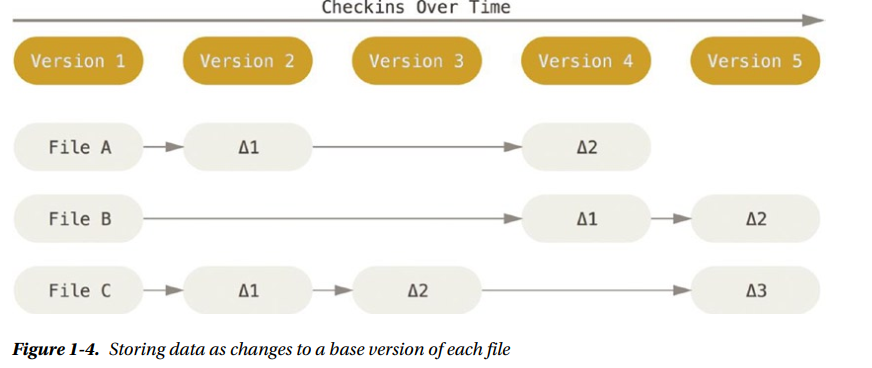 Checkins Over Time
Version 1 Version 2 Version 3 Version 4 Version 5
File A Δ1 Δ2
File B Δ1 Δ2
File C Δ1 Δ2 Δ3
Figure 1-4. Storing data as changes to a base version of each file